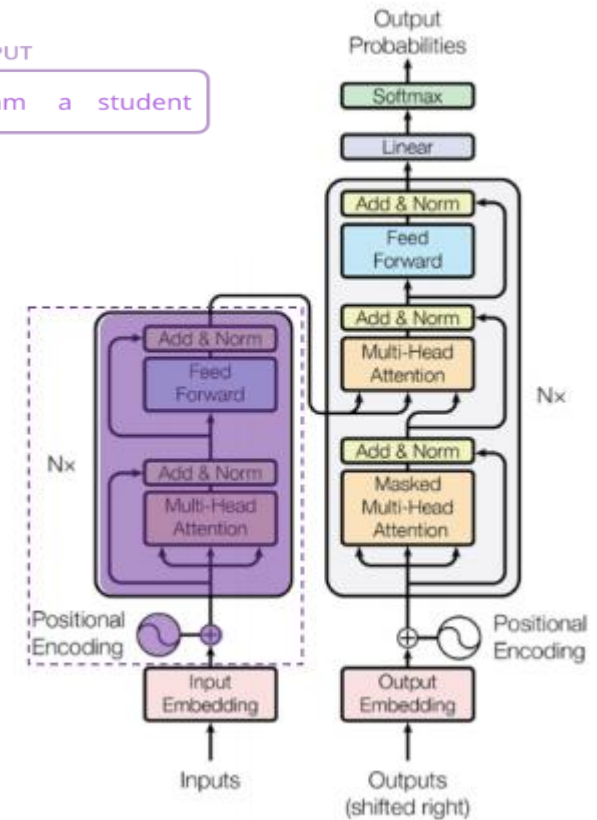 Output
Probabilities
Softmax
Linear
Add & Norm
Feed
Forward
Add & Norm
Multi-Head
Attention
Nx
Add & Norm
Masked
Multi-Head
Attention
Positional
Encoding
Output
Embedding
Outputs
(shifted right)
a student
Add & Norm
Feed
Forward
Nx
Add & Norm
Multi-Head
Attention
Positional
Encoding
Input
Embedding
Inputs